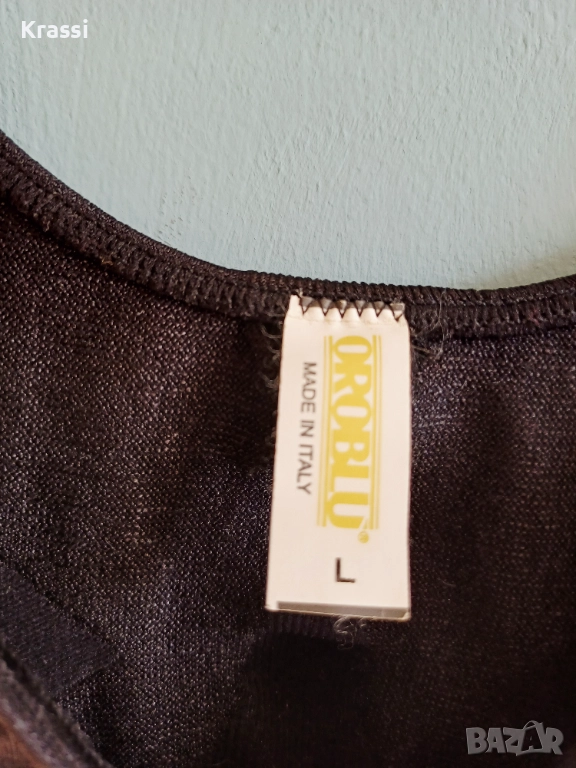 Krassi
OROBLU®
MADE IN ITALY
L
BAZAR